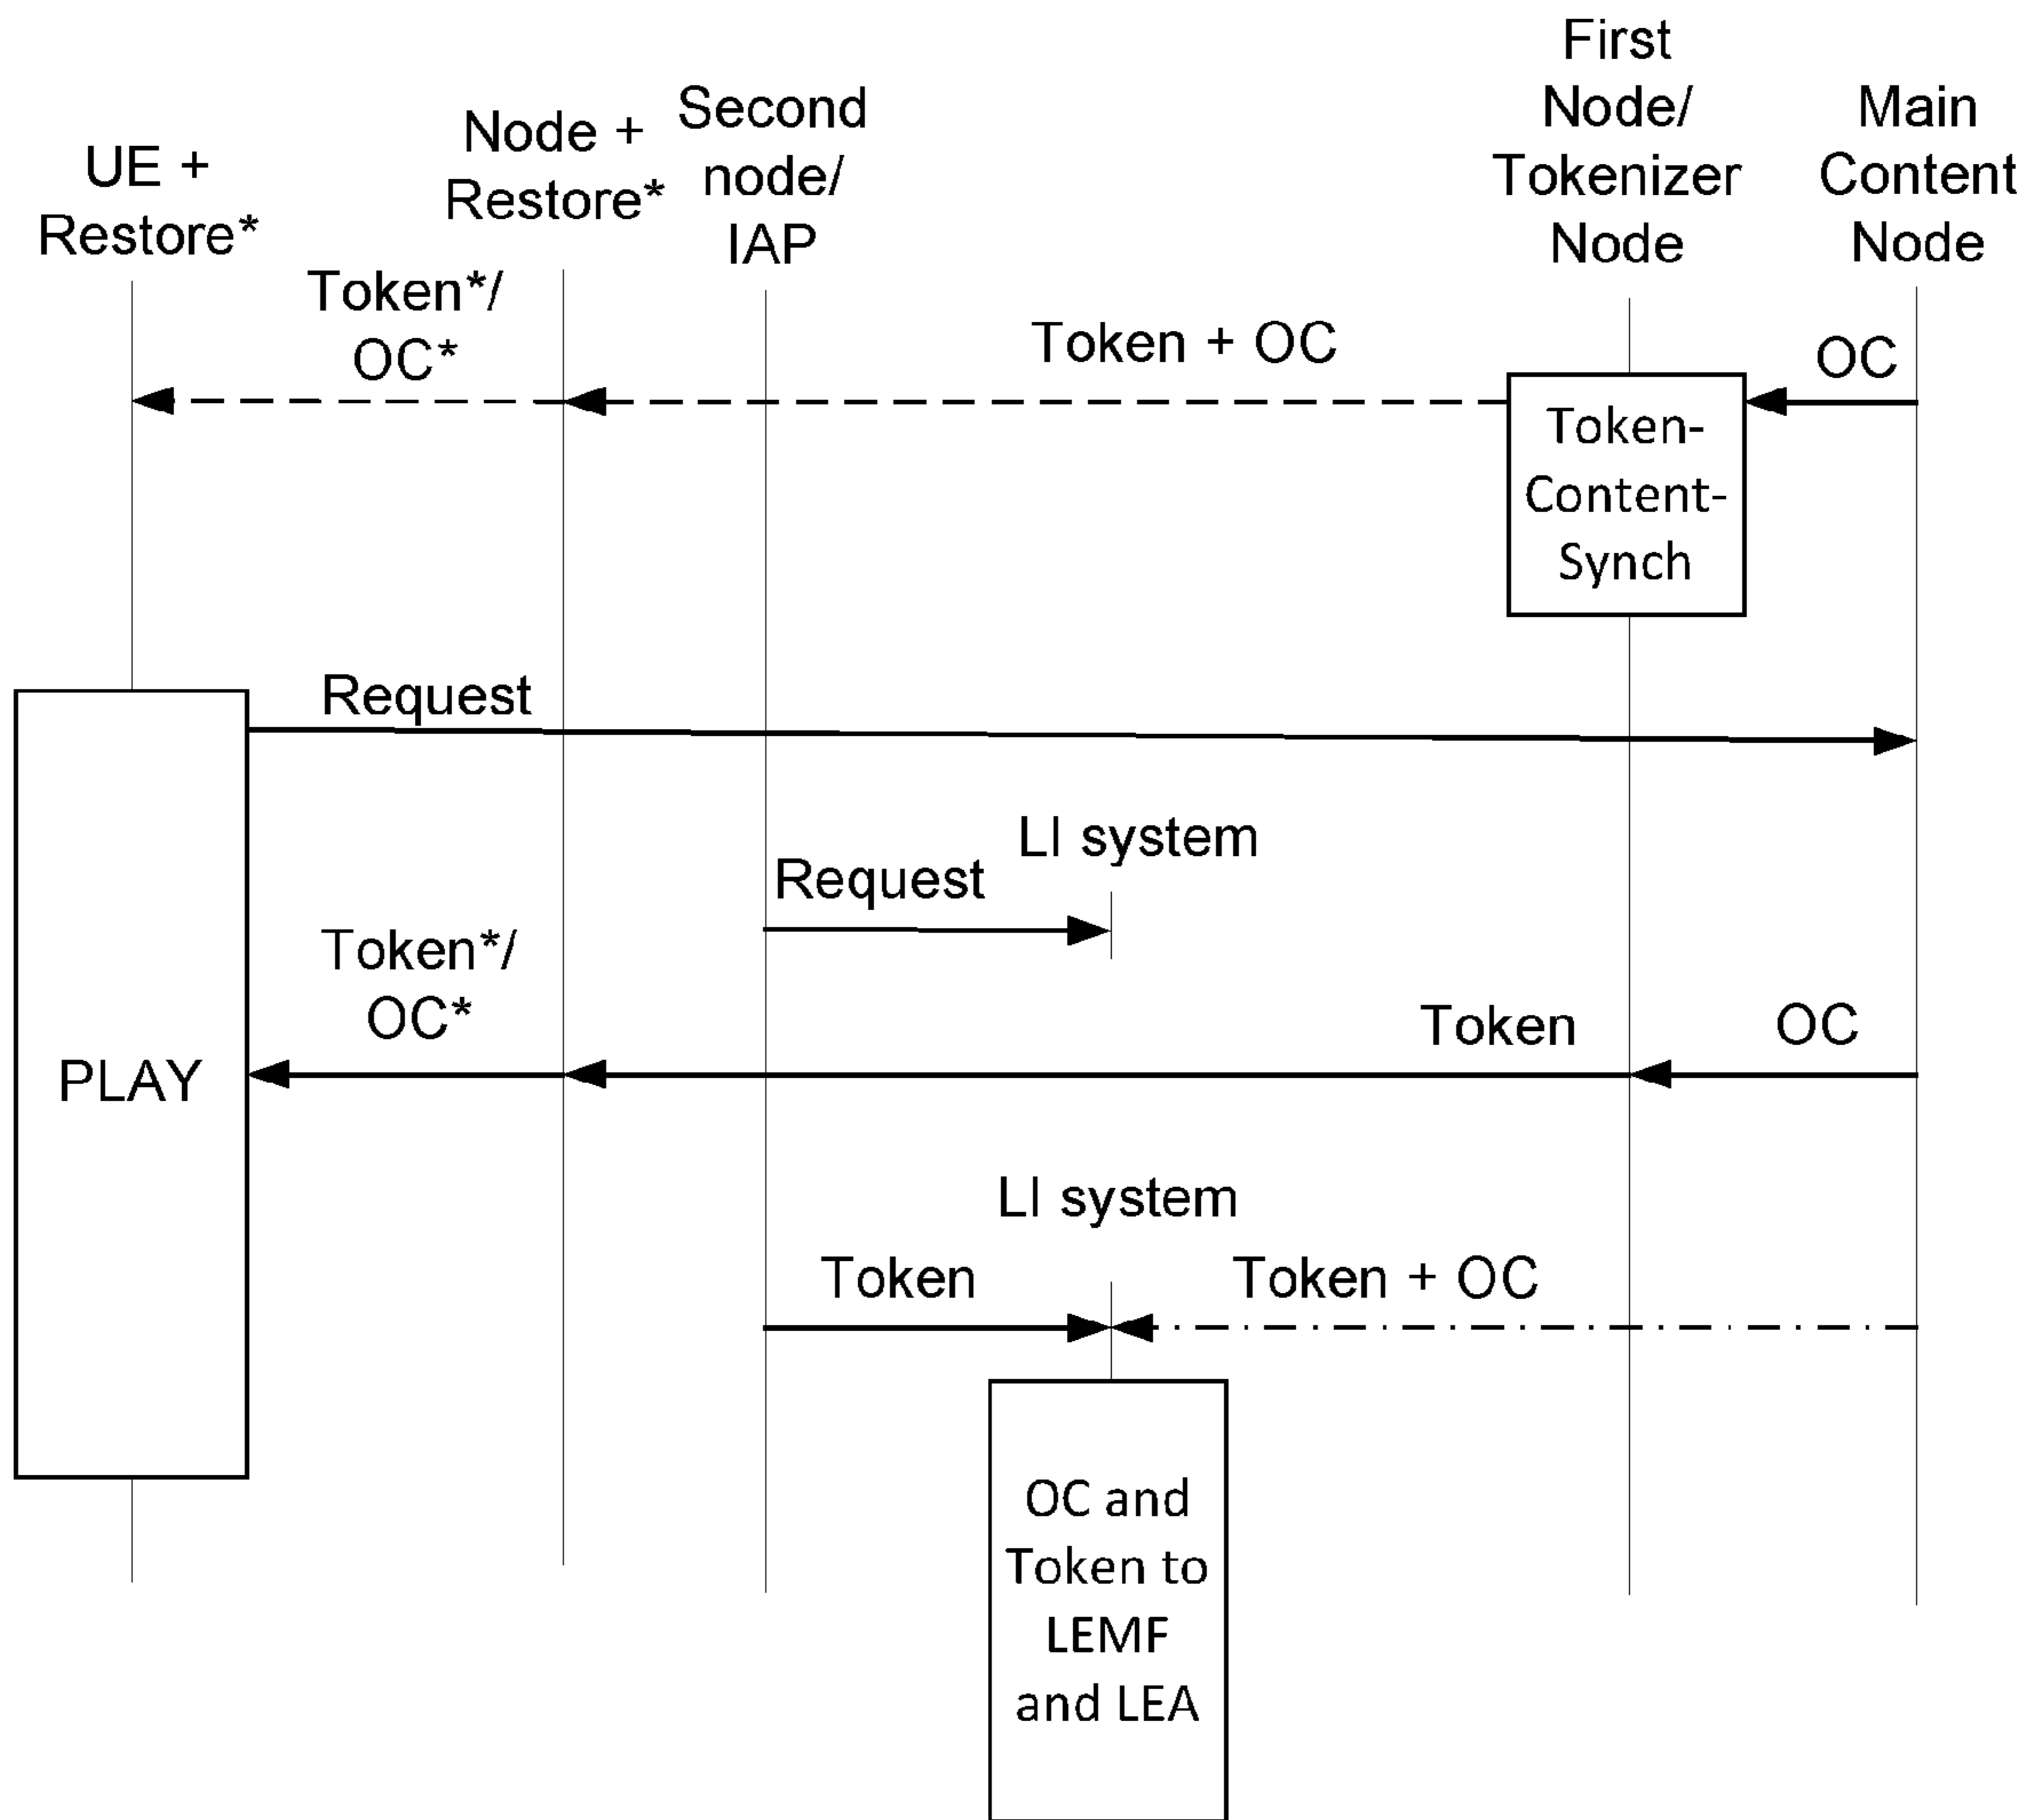 UE +
Restore*
Node +
Restore*
Second
node/
IAP
First
Node/
Tokenizer
Node
Main
Content
Node
Token*/
OC*
Token + OC
OC
Token-
Content-
Synch
Request
LI system
Request
Token*/
OC*
Token
OC
PLAY
LI system
Token
Token + OC
OC and
Token to
LEMF
and LEA